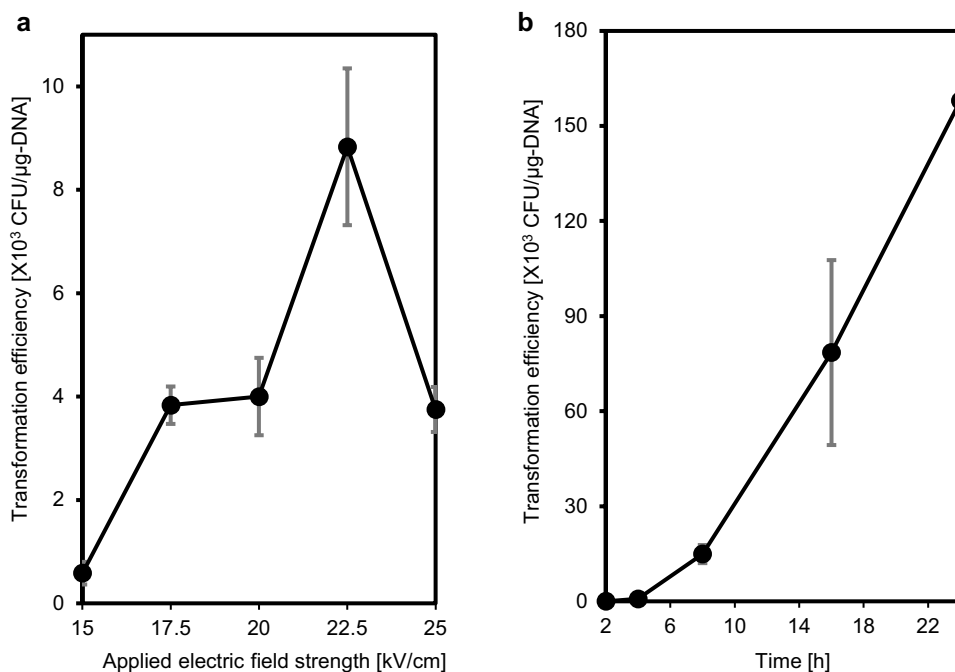 a
Transformation efficiency [X10³ CFU/µg-DNA]
10
8
6
4
2
0
15 17.5 20 22.5 25
Applied electric field strength [kV/cm]
b
Transformation efficiency [X10³ CFU/µg-DNA]
180
150
120
90
60
30
0
2 6 10 14 18 22
Time [h]